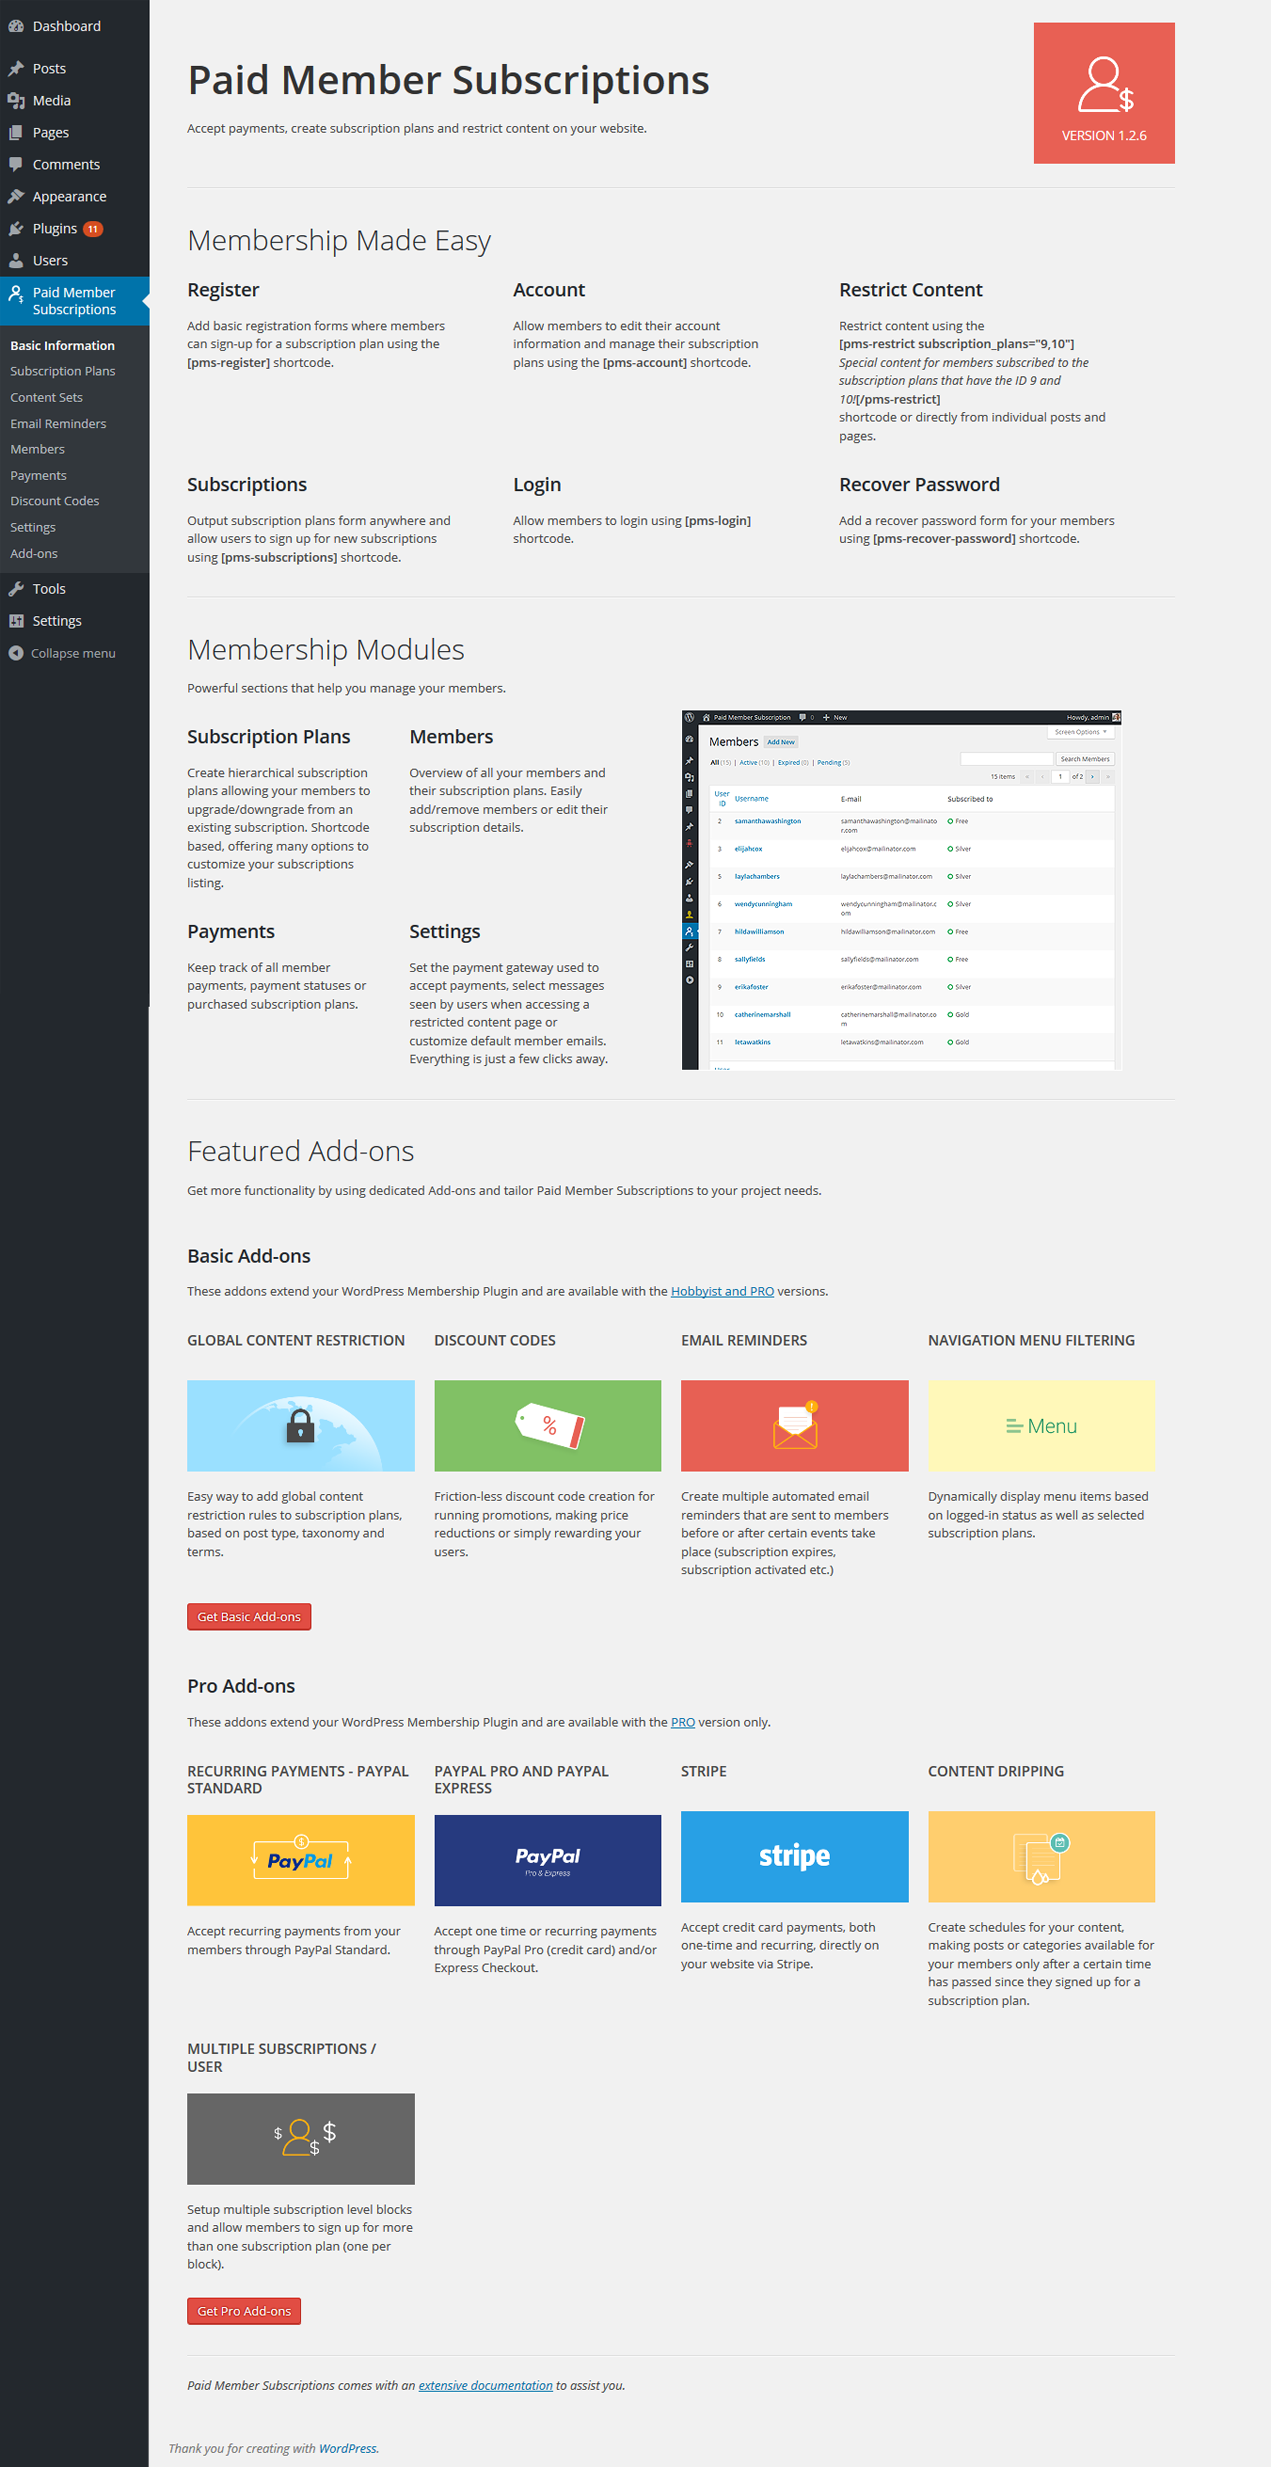 Dashboard
Posts
Media
Pages
Comments
Appearance
Plugins 11
Users
Paid Member
Subscriptions
Basic Information
Subscription Plans
Content Sets
Email Reminders
Members
Payments
Discount Codes
Settings
Add-ons
Tools
Settings
Collapse menu
Paid Member Subscriptions
Accept payments, create subscription plans and restrict content on your website.
VERSION 1.2.6
Membership Made Easy
Register
Add basic registration forms where members
can sign-up for a subscription plan using the
[pms-register] shortcode.
Account
Allow members to edit their account
information and manage their subscription
plans using the [pms-account] shortcode.
Restrict Content
Restrict content using the
[pms-restrict subscription_plans="9,10"]
Special content for members subscribed to the
subscription plans that have the ID 9 and
10![/pms-restrict]
shortcode or directly from individual posts and
pages.
Subscriptions
Output subscription plans form anywhere and
allow users to sign up for new subscriptions
using [pms-subscriptions] shortcode.
Login
Allow members to login using [pms-login]
shortcode.
Recover Password
Add a recover password form for your members
using [pms-recover-password] shortcode.
Membership Modules
Powerful sections that help you manage your members.
Subscription Plans
Create hierarchical subscription
plans allowing your members to
upgrade/downgrade from an
existing subscription. Shortcode
based, offering many options to
customize your subscriptions
listing.
Members
Overview of all your members and
their subscription plans. Easily
add/remove members or edit their
subscription details.
Payments
Keep track of all member
payments, payment statuses or
purchased subscription plans.
Settings
Set the payment gateway used to
accept payments, select messages
seen by users when accessing a
restricted content page or
customize default member emails.
Everything is just a few clicks away.
Paid Member Subscription 0 + New Howdy, admin
Screen Options
Members Add New
All (15) | Active (10) | Expired (0) | Pending (5)
Search Members
15 items « ‹ 1 of 2 › »
User
ID Username E-mail Subscribed to
2 samanthawashington samanthawashington@mailinato
r.com Free
3 elijahcox elijahcox@mailinator.com Silver
5 laylachambers laylachambers@mailinator.com Silver
6 wendycunningham wendycunningham@mailinator.c
om Silver
7 hildawilliamson hildawilliamson@mailinator.com Free
8 sallyfields sallyfields@mailinator.com Free
9 erikafoster erikafoster@mailinator.com Silver
10 catherinemarshall catherinemarshall@mailinator.co
m Gold
11 letawatkins letawatkins@mailinator.com Gold
Featured Add-ons
Get more functionality by using dedicated Add-ons and tailor Paid Member Subscriptions to your project needs.
Basic Add-ons
These addons extend your WordPress Membership Plugin and are available with the Hobbyist and PRO versions.
GLOBAL CONTENT RESTRICTION
Easy way to add global content
restriction rules to subscription plans,
based on post type, taxonomy and
terms.
DISCOUNT CODES
%
Friction-less discount code creation for
running promotions, making price
reductions or simply rewarding your
users.
EMAIL REMINDERS
!
Create multiple automated email
reminders that are sent to members
before or after certain events take
place (subscription expires,
subscription activated etc.)
NAVIGATION MENU FILTERING
Menu
Dynamically display menu items based
on logged-in status as well as selected
subscription plans.
Get Basic Add-ons
Pro Add-ons
These addons extend your WordPress Membership Plugin and are available with the PRO version only.
RECURRING PAYMENTS - PAYPAL
STANDARD
$
PayPal
Accept recurring payments from your
members through PayPal Standard.
PAYPAL PRO AND PAYPAL
EXPRESS
PayPal
Pro & Express
Accept one time or recurring payments
through PayPal Pro (credit card) and/or
Express Checkout.
STRIPE
stripe
Accept credit card payments, both
one-time and recurring, directly on
your website via Stripe.
CONTENT DRIPPING
Create schedules for your content,
making posts or categories available for
your members only after a certain time
has passed since they signed up for a
subscription plan.
MULTIPLE SUBSCRIPTIONS /
USER
$ $ $
Setup multiple subscription level blocks
and allow members to sign up for more
than one subscription plan (one per
block).
Get Pro Add-ons
Paid Member Subscriptions comes with an extensive documentation to assist you.
Thank you for creating with WordPress.